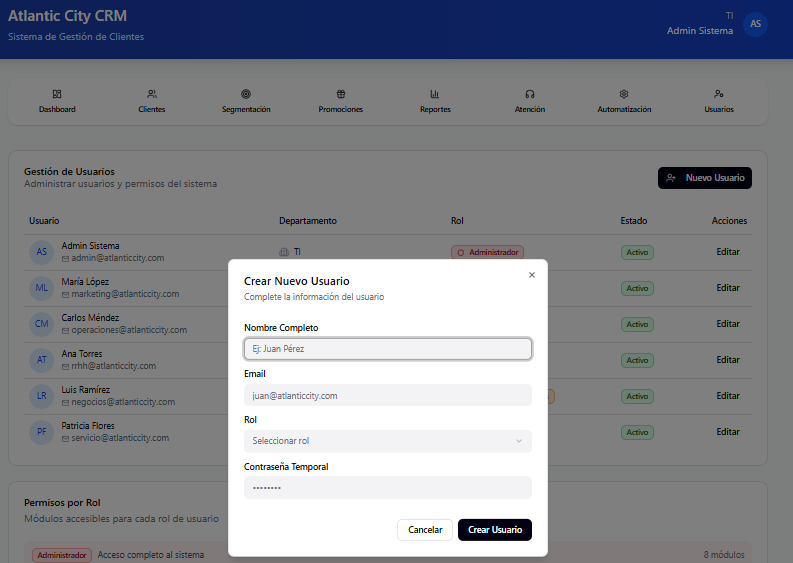 Atlantic City CRM
Sistema de Gestión de Clientes
TI
Admin Sistema
AS
Dashboard
Clientes
Segmentación
Promociones
Reportes
Atención
Automatización
Usuarios
Gestión de Usuarios
Administrar usuarios y permisos del sistema
Nuevo Usuario
Usuario Departamento Rol Estado Acciones
AS Admin Sistema TI Administrador Activo Editar
admin@atlanticcity.com
ML María López Activo Editar
marketing@atlanticcity.com
CM Carlos Méndez Activo Editar
operaciones@atlanticcity.com
AT Ana Torres Activo Editar
rrhh@atlanticcity.com
LR Luis Ramírez Activo Editar
negocios@atlanticcity.com
PF Patricia Flores Activo Editar
servicio@atlanticcity.com
Crear Nuevo Usuario
Complete la información del usuario
Nombre Completo
Ej: Juan Pérez
Email
juan@atlanticcity.com
Rol
Seleccionar rol
Contraseña Temporal
••••••••
Cancelar
Crear Usuario
Permisos por Rol
Módulos accesibles para cada rol de usuario
Administrador Acceso completo al sistema 8 módulos